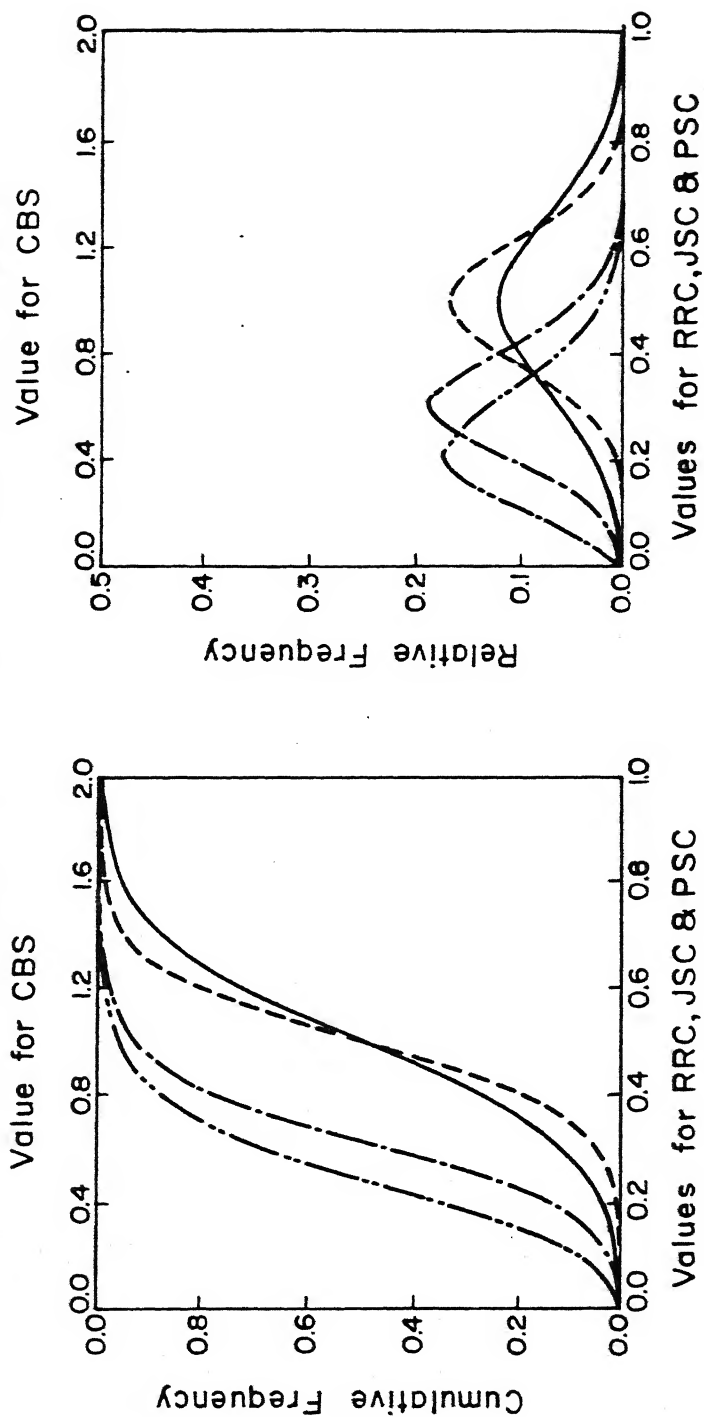 Value for CBS
0.0 0.4 0.8 1.2 1.6 2.0
Cumulative Frequency
0.0
0.8
0.6
0.4
0.2
0.0
0.0 0.2 0.4 0.6 0.8 1.0
Values for RRC, JSC & PSC
Value for CBS
0.0 0.4 0.8 1.2 1.6 2.0
Relative Frequency
0.5
0.4
0.3
0.2
0.1
0.0
0.0 0.2 0.4 0.6 0.8 1.0
Values for RRC, JSC & PSC